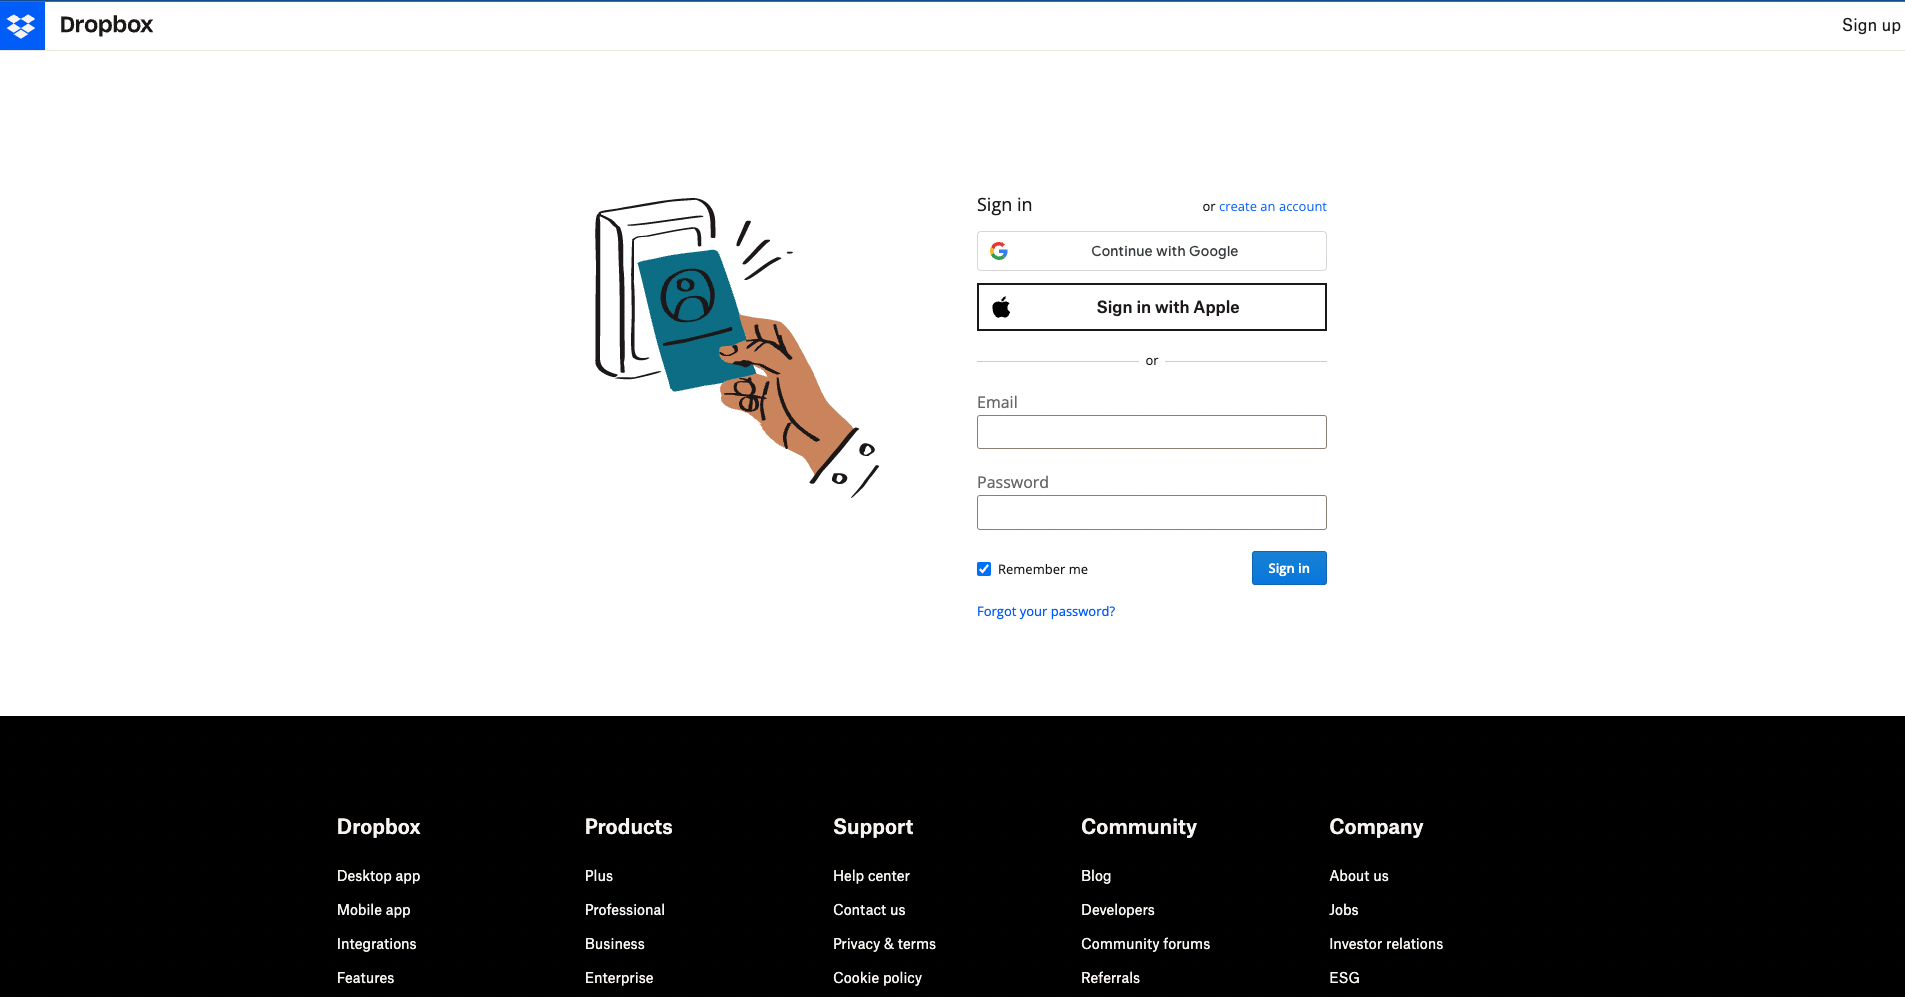 Dropbox
Sign up
Sign in
or create an account
Continue with Google
Sign in with Apple
or
Email
Password
Remember me
Sign in
Forgot your password?
Dropbox
Desktop app
Mobile app
Integrations
Features
Products
Plus
Professional
Business
Enterprise
Support
Help center
Contact us
Privacy & terms
Cookie policy
Community
Blog
Developers
Community forums
Referrals
Company
About us
Jobs
Investor relations
ESG